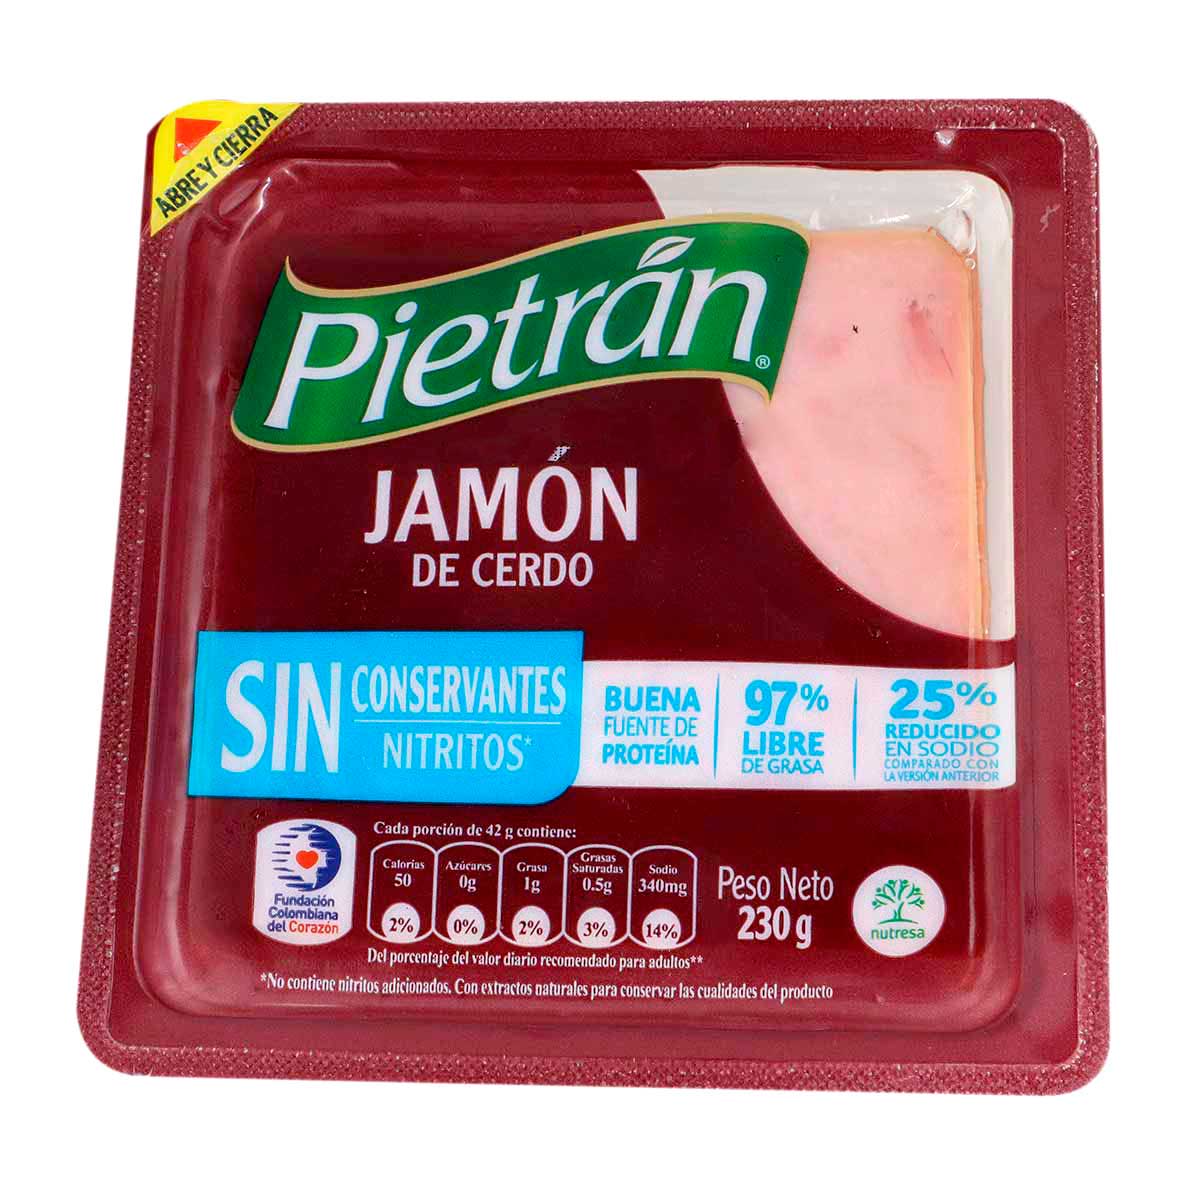 ABRE Y CIERRA
Pietrán®
JAMÓN
DE CERDO
SIN
CONSERVANTES
NITRITOS*
BUENA
FUENTE DE
PROTEÍNA
97%
LIBRE
DE GRASA
25%
REDUCIDO
EN SODIO
COMPARADO CON
LA VERSIÓN ANTERIOR
Fundación
Colombiana
del Corazón
Cada porción de 42 g contiene:
Calorías
50
2%
Azúcares
0g
0%
Grasa
1g
2%
Grasas
Saturadas
0.5g
3%
Sodio
340mg
14%
Del porcentaje del valor diario recomendado para adultos**
Peso Neto
230 g
nutresa
*No contiene nitritos adicionados. Con extractos naturales para conservar las cualidades del producto